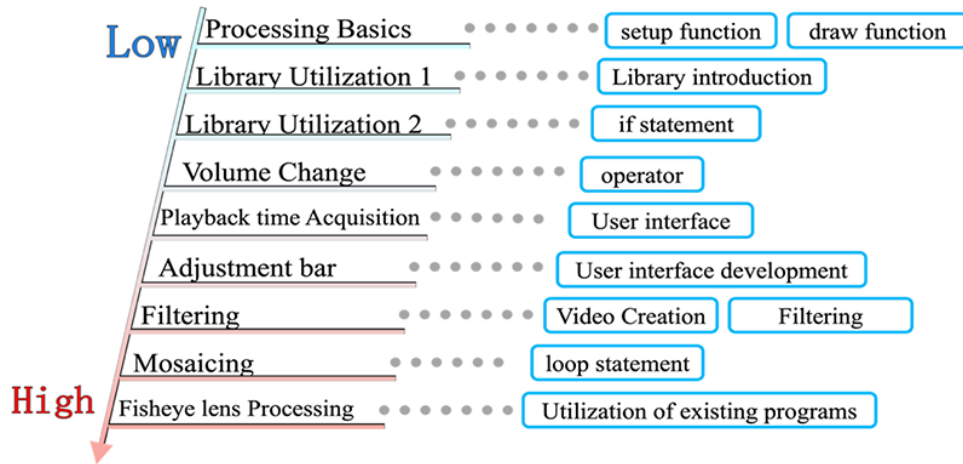 Low
Processing Basics setup function draw function
Library Utilization 1 Library introduction
Library Utilization 2 if statement
Volume Change operator
Playback time Acquisition User interface
Adjustment bar User interface development
Filtering Video Creation Filtering
Mosaicing loop statement
High
Fisheye lens Processing Utilization of existing programs